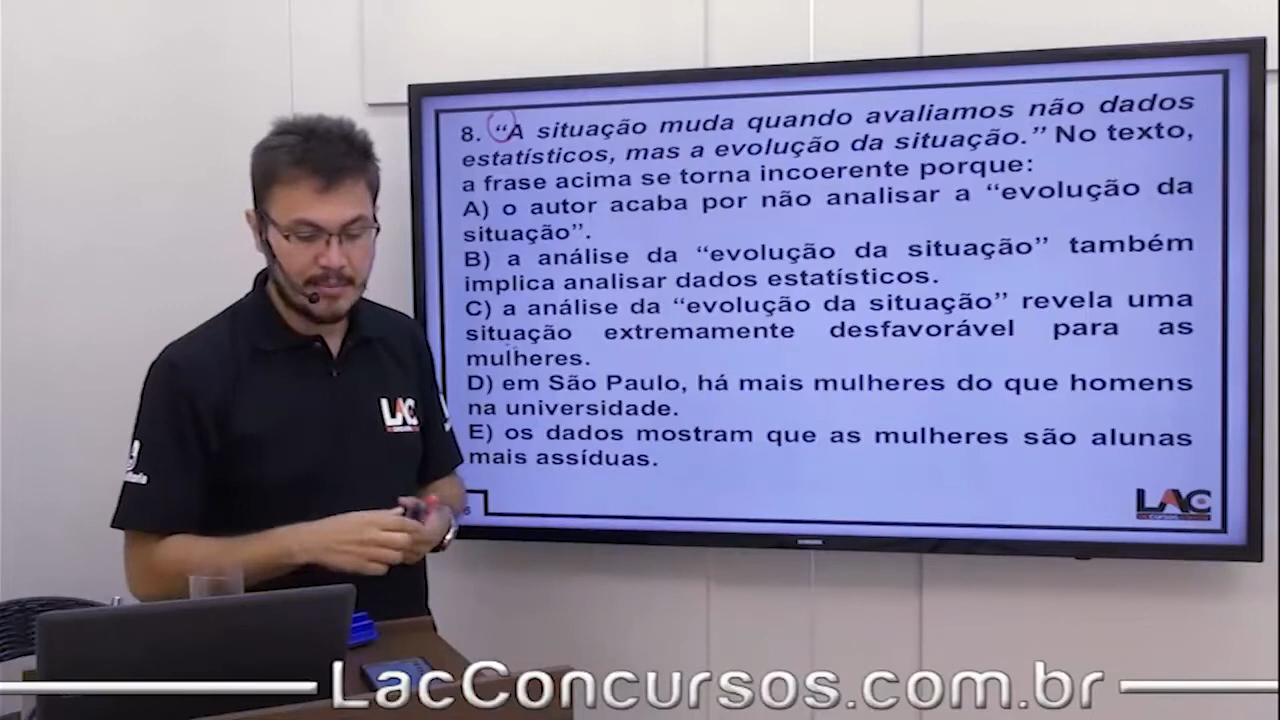 8. “A situação muda quando avaliamos não dados
estatísticos, mas a evolução da situação.” No texto,
a frase acima se torna incoerente porque:
A) o autor acaba por não analisar a “evolução da
situação”.
B) a análise da “evolução da situação” também
implica analisar dados estatísticos.
C) a análise da “evolução da situação” revela uma
situação extremamente desfavorável para as
mulheres.
D) em São Paulo, há mais mulheres do que homens
na universidade.
E) os dados mostram que as mulheres são alunas
mais assíduas.
LAC
LAC
LacConcursos.com.br